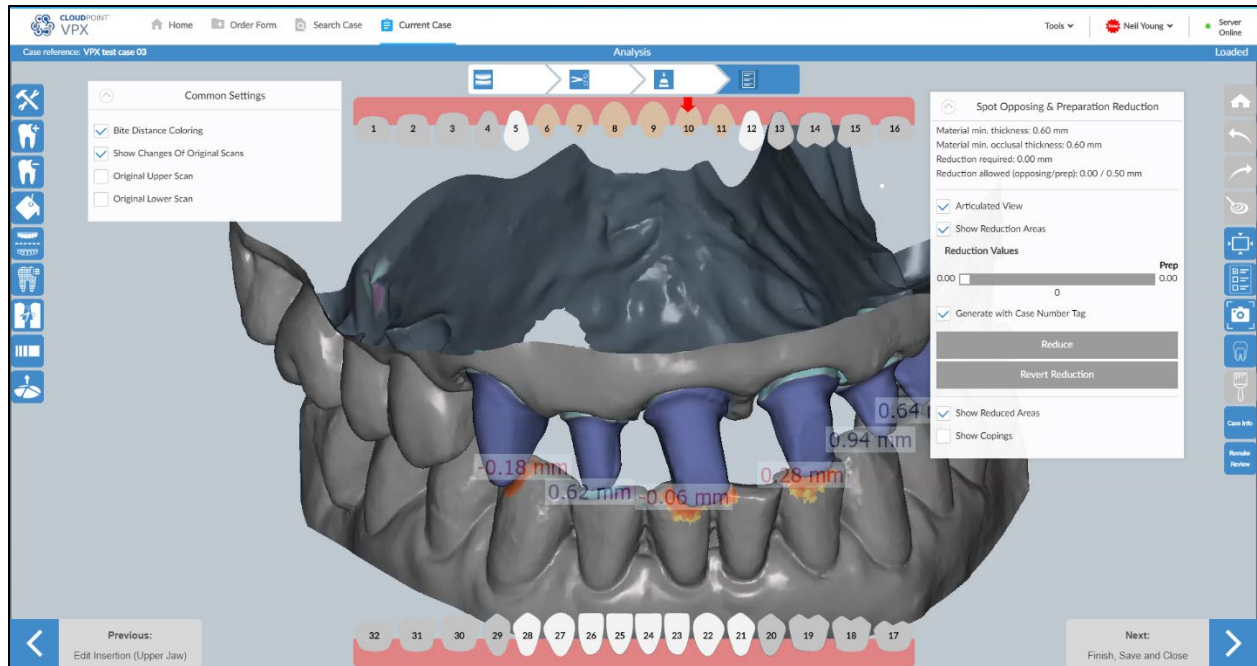 CLOUDPOINT
VPX
Home
Order Form
Search Case
Current Case
Tools
New
Neil Young
Server
Online
Case reference: VPX test case 03
Analysis
Loaded
Common Settings
Bite Distance Coloring
Show Changes Of Original Scans
Original Upper Scan
Original Lower Scan
1 2 3 4 5 6 7 8 9 10 11 12 13 14 15 16
Spot Opposing & Preparation Reduction
Material min. thickness: 0.60 mm
Material min. occlusal thickness: 0.60 mm
Reduction required: 0.00 mm
Reduction allowed (opposing/prep): 0.00 / 0.50 mm
Articulated View
Show Reduction Areas
Reduction Values
Prep
0.00 0.00
0
Generate with Case Number Tag
Reduce
Revert Reduction
Show Reduced Areas
Show Copings
Case Info
Remake
Review
0.64
0.94 mm
-0.18 mm
0.28 mm
0.62 mm
-0.06 mm
32 31 30 29 28 27 26 25 24 23 22 21 20 19 18 17
Previous:
Edit Insertion (Upper Jaw)
Next:
Finish, Save and Close